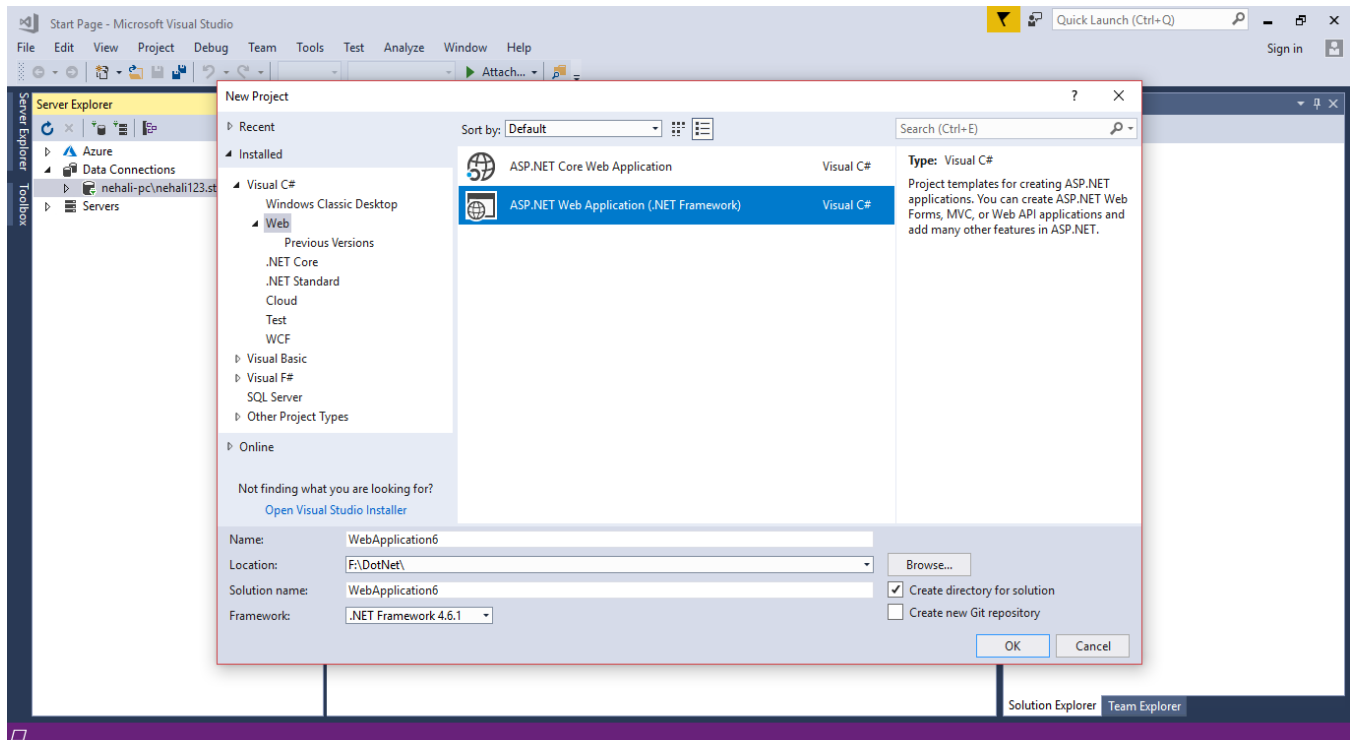 Start Page - Microsoft Visual Studio
Quick Launch (Ctrl+Q)
File Edit View Project Debug Team Tools Test Analyze Window Help
Sign in
Attach...
Server Explorer
Toolbox
Server Explorer
Azure
Data Connections
nehali-pc\nehali123.st
Servers
New Project
?
Recent
Installed
Visual C#
Windows Classic Desktop
Web
Previous Versions
.NET Core
.NET Standard
Cloud
Test
WCF
Visual Basic
Visual F#
SQL Server
Other Project Types
Online
Not finding what you are looking for?
Open Visual Studio Installer
Sort by: Default
ASP.NET Core Web Application Visual C#
ASP.NET Web Application (.NET Framework) Visual C#
Search (Ctrl+E)
Type: Visual C#
Project templates for creating ASP.NET
applications. You can create ASP.NET Web
Forms, MVC, or Web API applications and
add many other features in ASP.NET.
Name: WebApplication6
Location: F:\DotNet\
Browse...
Solution name: WebApplication6
Create directory for solution
Framework: .NET Framework 4.6.1
Create new Git repository
OK Cancel
Solution Explorer Team Explorer